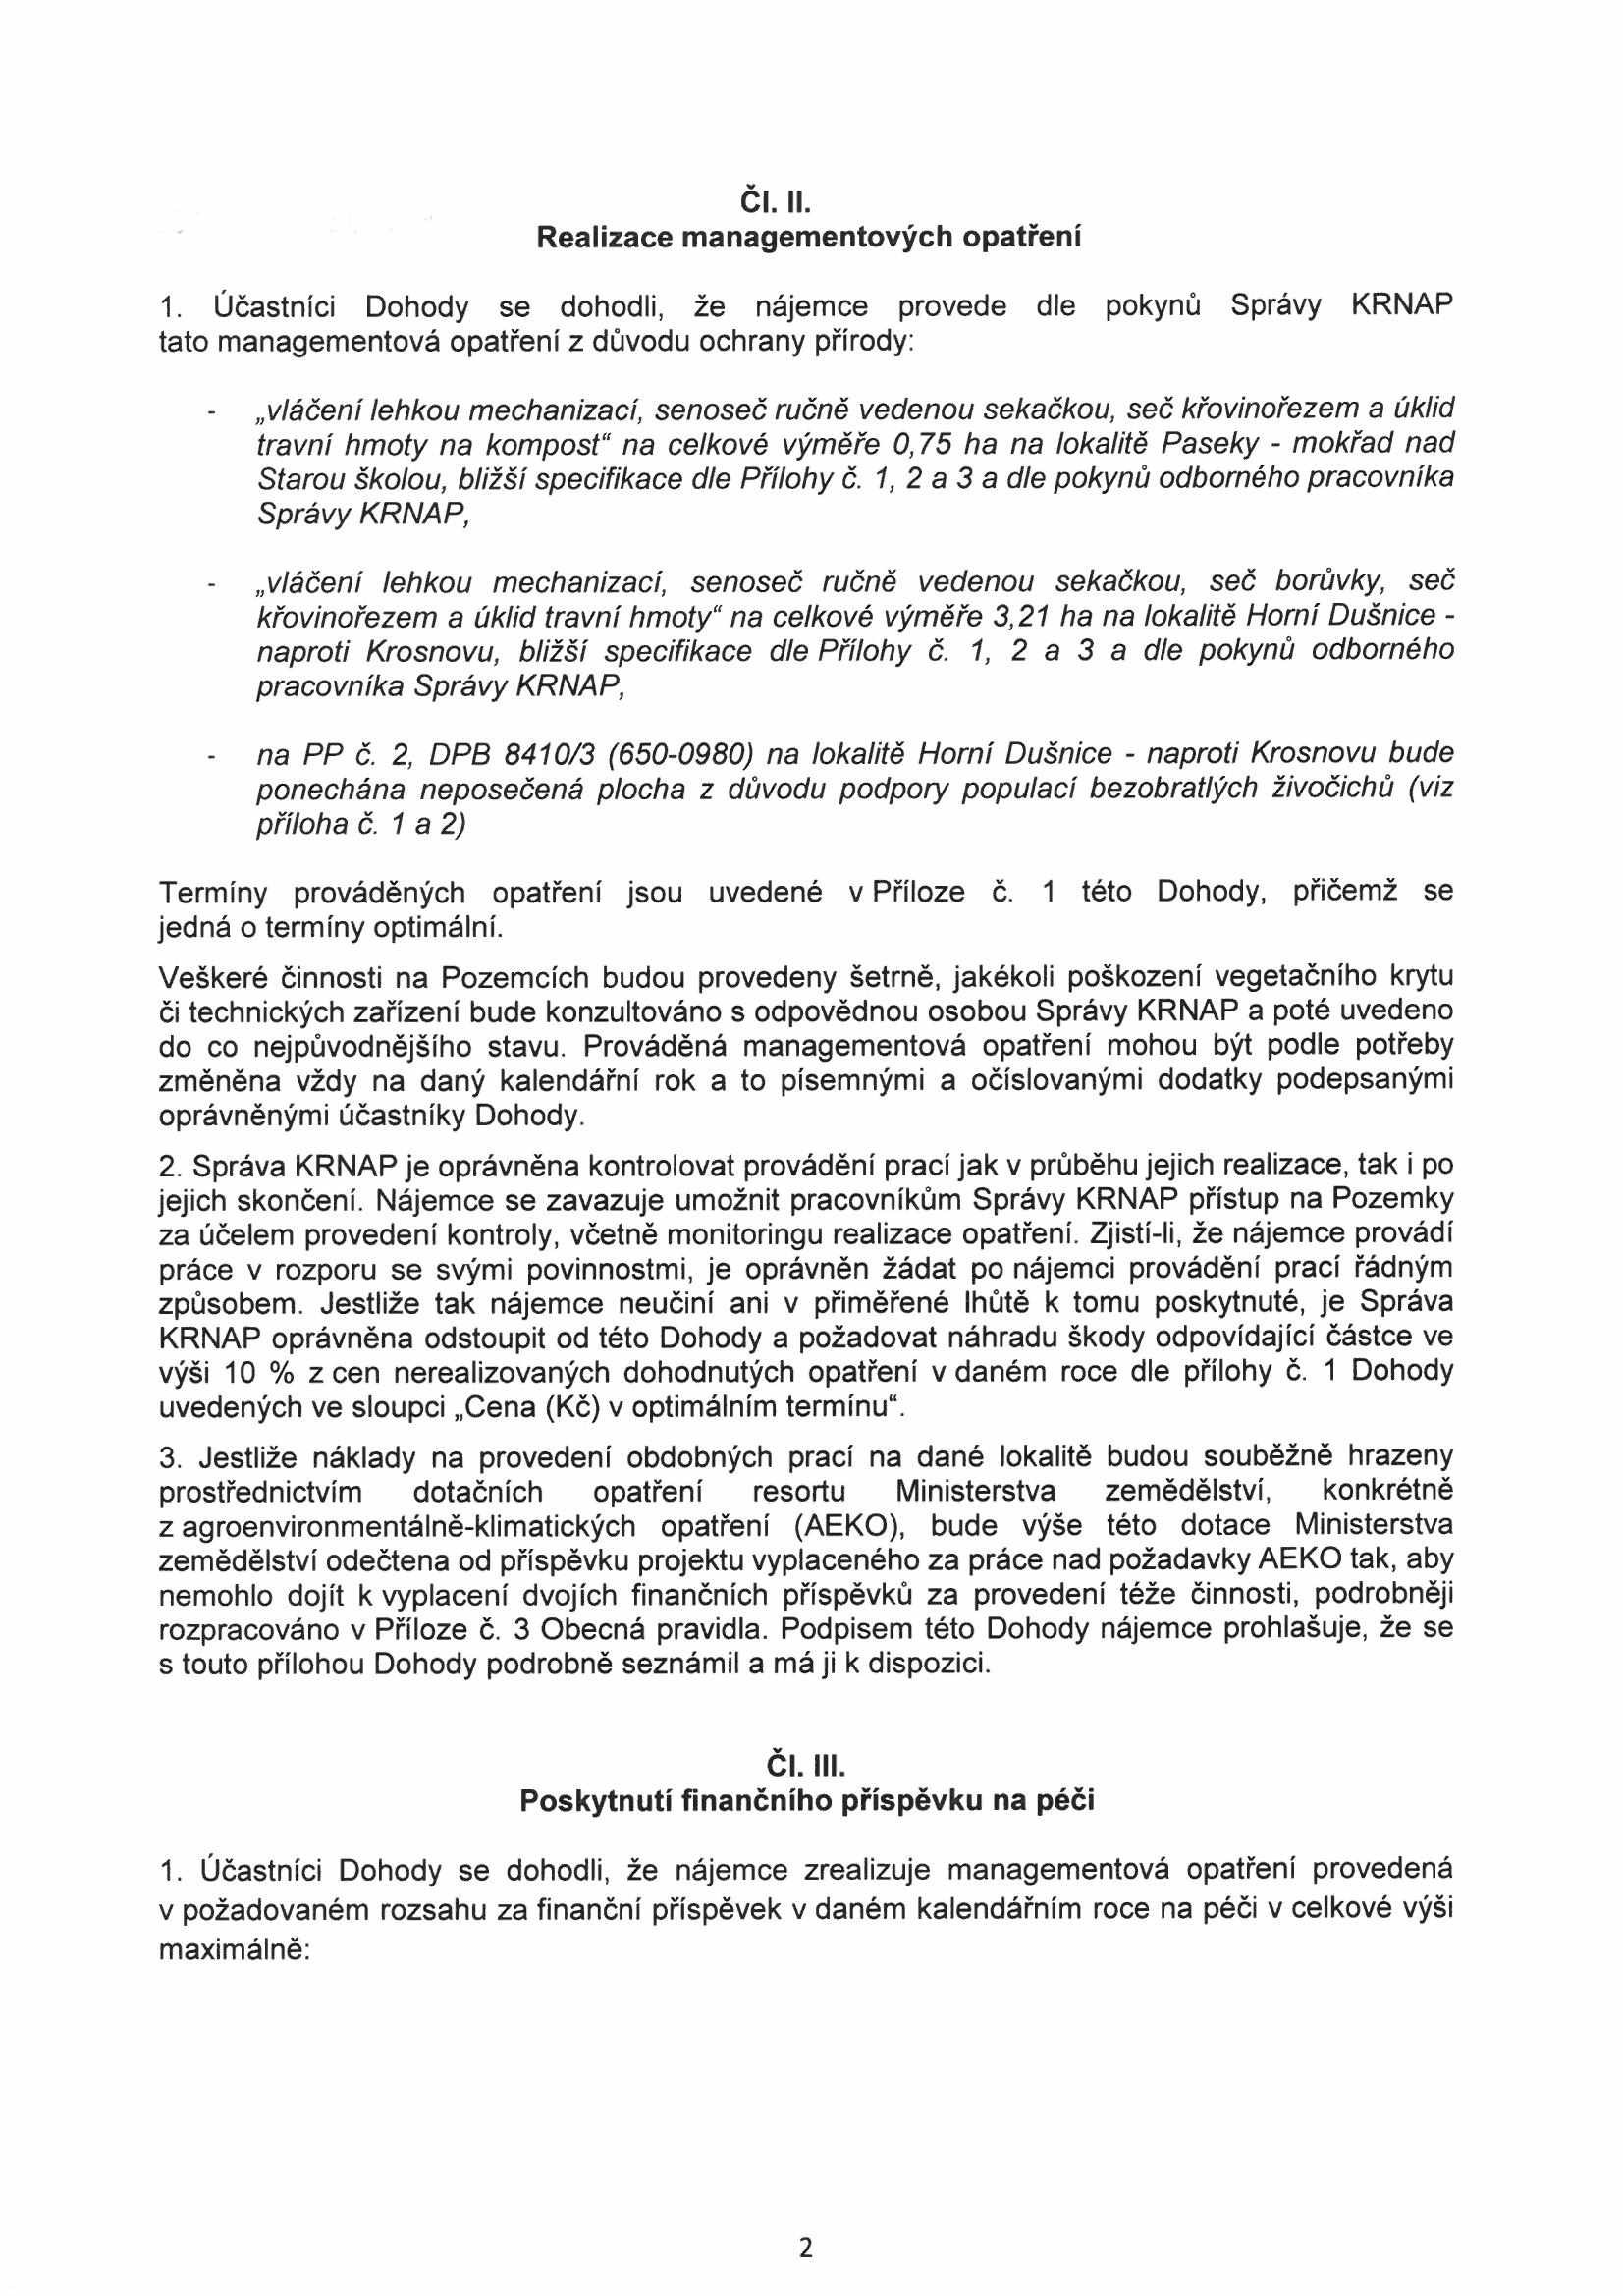 Čl. II.
Realizace managementových opatření
1. Účastníci Dohody se dohodli, že nájemce provede dle pokynů Správy KRNAP
tato managementová opatření z důvodu ochrany přírody:
- „vláčení lehkou mechanizací, senoseč ručně vedenou sekačkou, seč křovinořezem a úklid
travní hmoty na kompost“ na celkové výměře 0,75 ha na lokalitě Paseky - mokřad nad
Starou školou, bližší specifikace dle Přílohy č. 1, 2 a 3 a dle pokynů odborného pracovníka
Správy KRNAP,
- „vláčení lehkou mechanizací, senoseč ručně vedenou sekačkou, seč borůvky, seč
křovinořezem a úklid travní hmoty“ na celkové výměře 3,21 ha na lokalitě Horní Dušnice -
naproti Krosnovu, bližší specifikace dle Přílohy č. 1, 2 a 3 a dle pokynů odborného
pracovníka Správy KRNAP,
- na PP č. 2, DPB 8410/3 (650-0980) na lokalitě Horní Dušnice - naproti Krosnovu bude
ponechána neposečená plocha z důvodu podpory populací bezobratlých živočichů (viz
příloha č. 1 a 2)
Termíny prováděných opatření jsou uvedené v Příloze č. 1 této Dohody, přičemž se
jedná o termíny optimální.
Veškeré činnosti na Pozemcích budou provedeny šetrně, jakékoli poškození vegetačního krytu
či technických zařízení bude konzultováno s odpovědnou osobou Správy KRNAP a poté uvedeno
do co nejpůvodnějšího stavu. Prováděná managementová opatření mohou být podle potřeby
změněna vždy na daný kalendářní rok a to písemnými a očíslovanými dodatky podepsanými
oprávněnými účastníky Dohody.
2. Správa KRNAP je oprávněna kontrolovat provádění prací jak v průběhu jejich realizace, tak i po
jejich skončení. Nájemce se zavazuje umožnit pracovníkům Správy KRNAP přístup na Pozemky
za účelem provedení kontroly, včetně monitoringu realizace opatření. Zjistí-li, že nájemce provádí
práce v rozporu se svými povinnostmi, je oprávněn žádat po nájemci provádění prací řádným
způsobem. Jestliže tak nájemce neučiní ani v přiměřené lhůtě k tomu poskytnuté, je Správa
KRNAP oprávněna odstoupit od této Dohody a požadovat náhradu škody odpovídající částce ve
výši 10 % z cen nerealizovaných dohodnutých opatření v daném roce dle přílohy č. 1 Dohody
uvedených ve sloupci „Cena (Kč) v optimálním termínu“.
3. Jestliže náklady na provedení obdobných prací na dané lokalitě budou souběžně hrazeny
prostřednictvím dotačních opatření resortu Ministerstva zemědělství, konkrétně
z agroenvironmentálně-klimatických opatření (AEKO), bude výše této dotace Ministerstva
zemědělství odečtena od příspěvku projektu vyplaceného za práce nad požadavky AEKO tak, aby
nemohlo dojít k vyplacení dvojích finančních příspěvků za provedení téže činnosti, podrobněji
rozpracováno v Příloze č. 3 Obecná pravidla. Podpisem této Dohody nájemce prohlašuje, že se
s touto přílohou Dohody podrobně seznámil a má ji k dispozici.
Čl. III.
Poskytnutí finančního příspěvku na péči
1. Účastníci Dohody se dohodli, že nájemce zrealizuje managementová opatření provedená
v požadovaném rozsahu za finanční příspěvek v daném kalendářním roce na péči v celkové výši
maximálně:
2